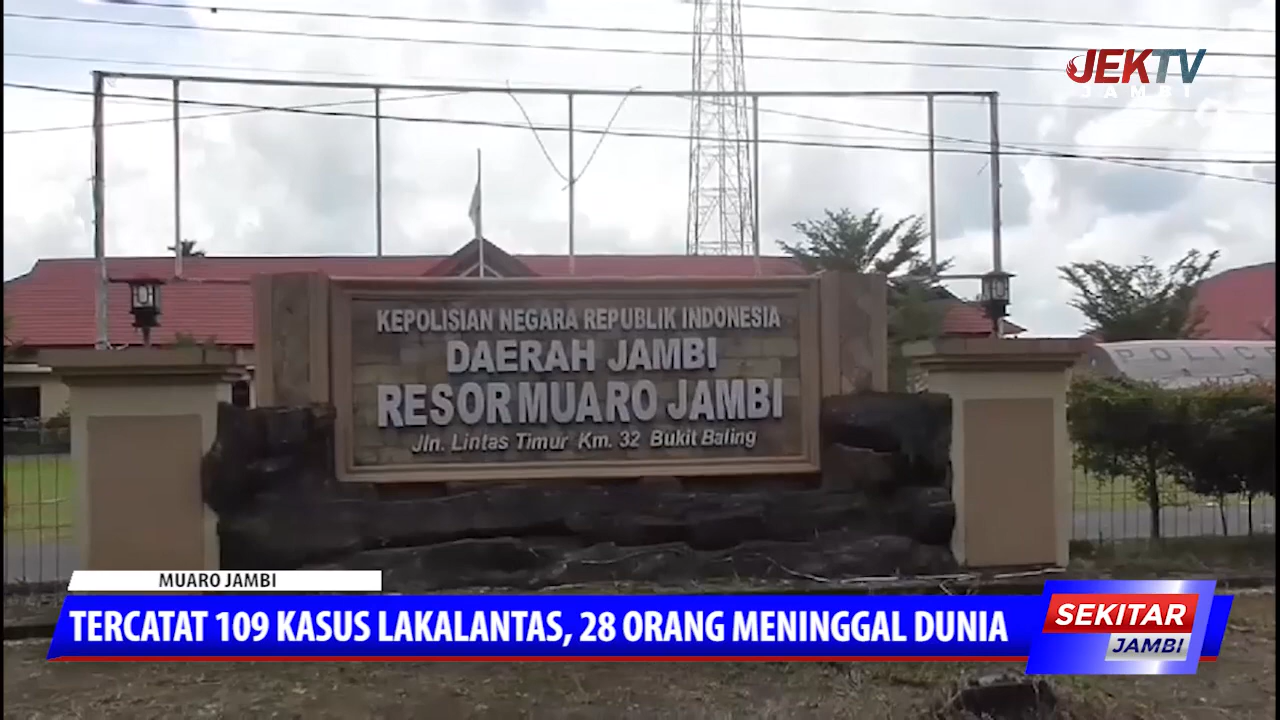 JEKTV
JAMBI
KEPOLISIAN NEGARA REPUBLIK INDONESIA
DAERAH JAMBI
RESOR MUARO JAMBI
Jln. Lintas Timur Km. 32 Bukit Baling
POLICE
MUARO JAMBI
TERCATAT 109 KASUS LAKALANTAS, 28 ORANG MENINGGAL DUNIA
SEKITAR
JAMBI